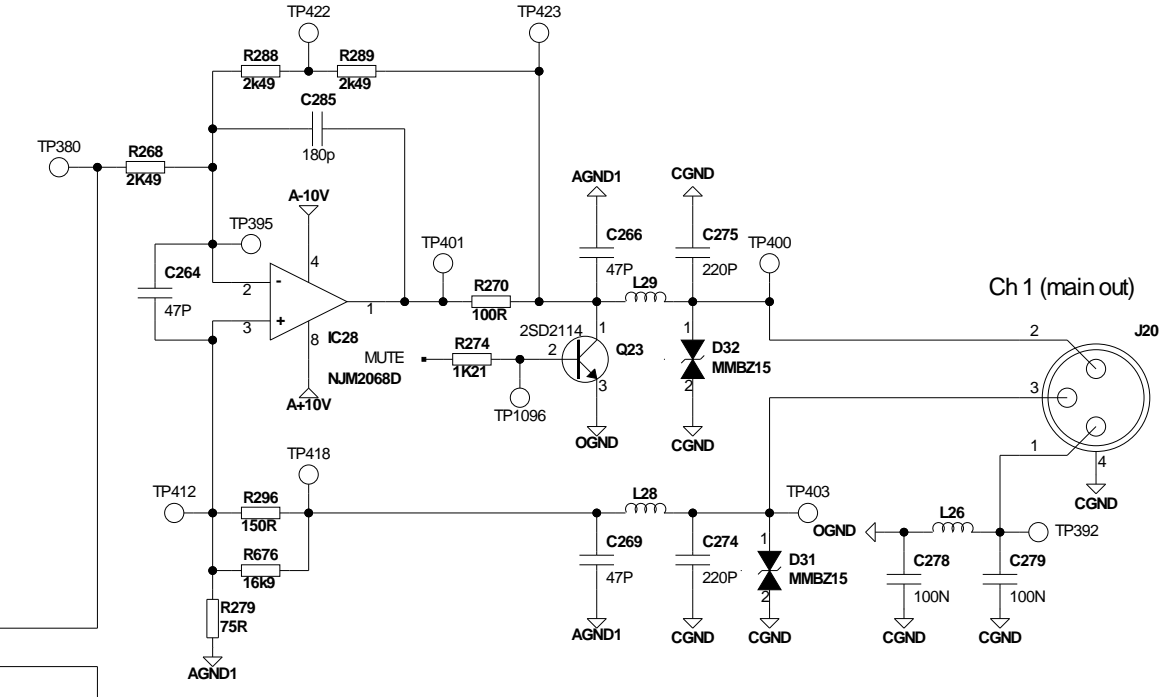 TP422
TP423
R288
2k49
R289
2k49
C285
180p
TP380
R268
2K49
A-10V
AGND1
CGND
TP395
4
C264
47P
2
-
3
+
1
8
IC28
NJM2068D
A+10V
TP401
R270
100R
C266
47P
L29
C275
220P
TP400
Ch 1 (main out)
MUTE
R274
1K21
TP1096
2SD2114
2
1
3
Q23
OGND
1
2
D32
MMBZ15
CGND
2
3
1
4
J20
CGND
TP418
TP412
R296
150R
R676
16k9
R279
75R
AGND1
L28
C269
47P
AGND1
C274
220P
CGND
TP403
1
2
D31
MMBZ15
CGND
OGND
L26
TP392
C278
100N
CGND
C279
100N
CGND